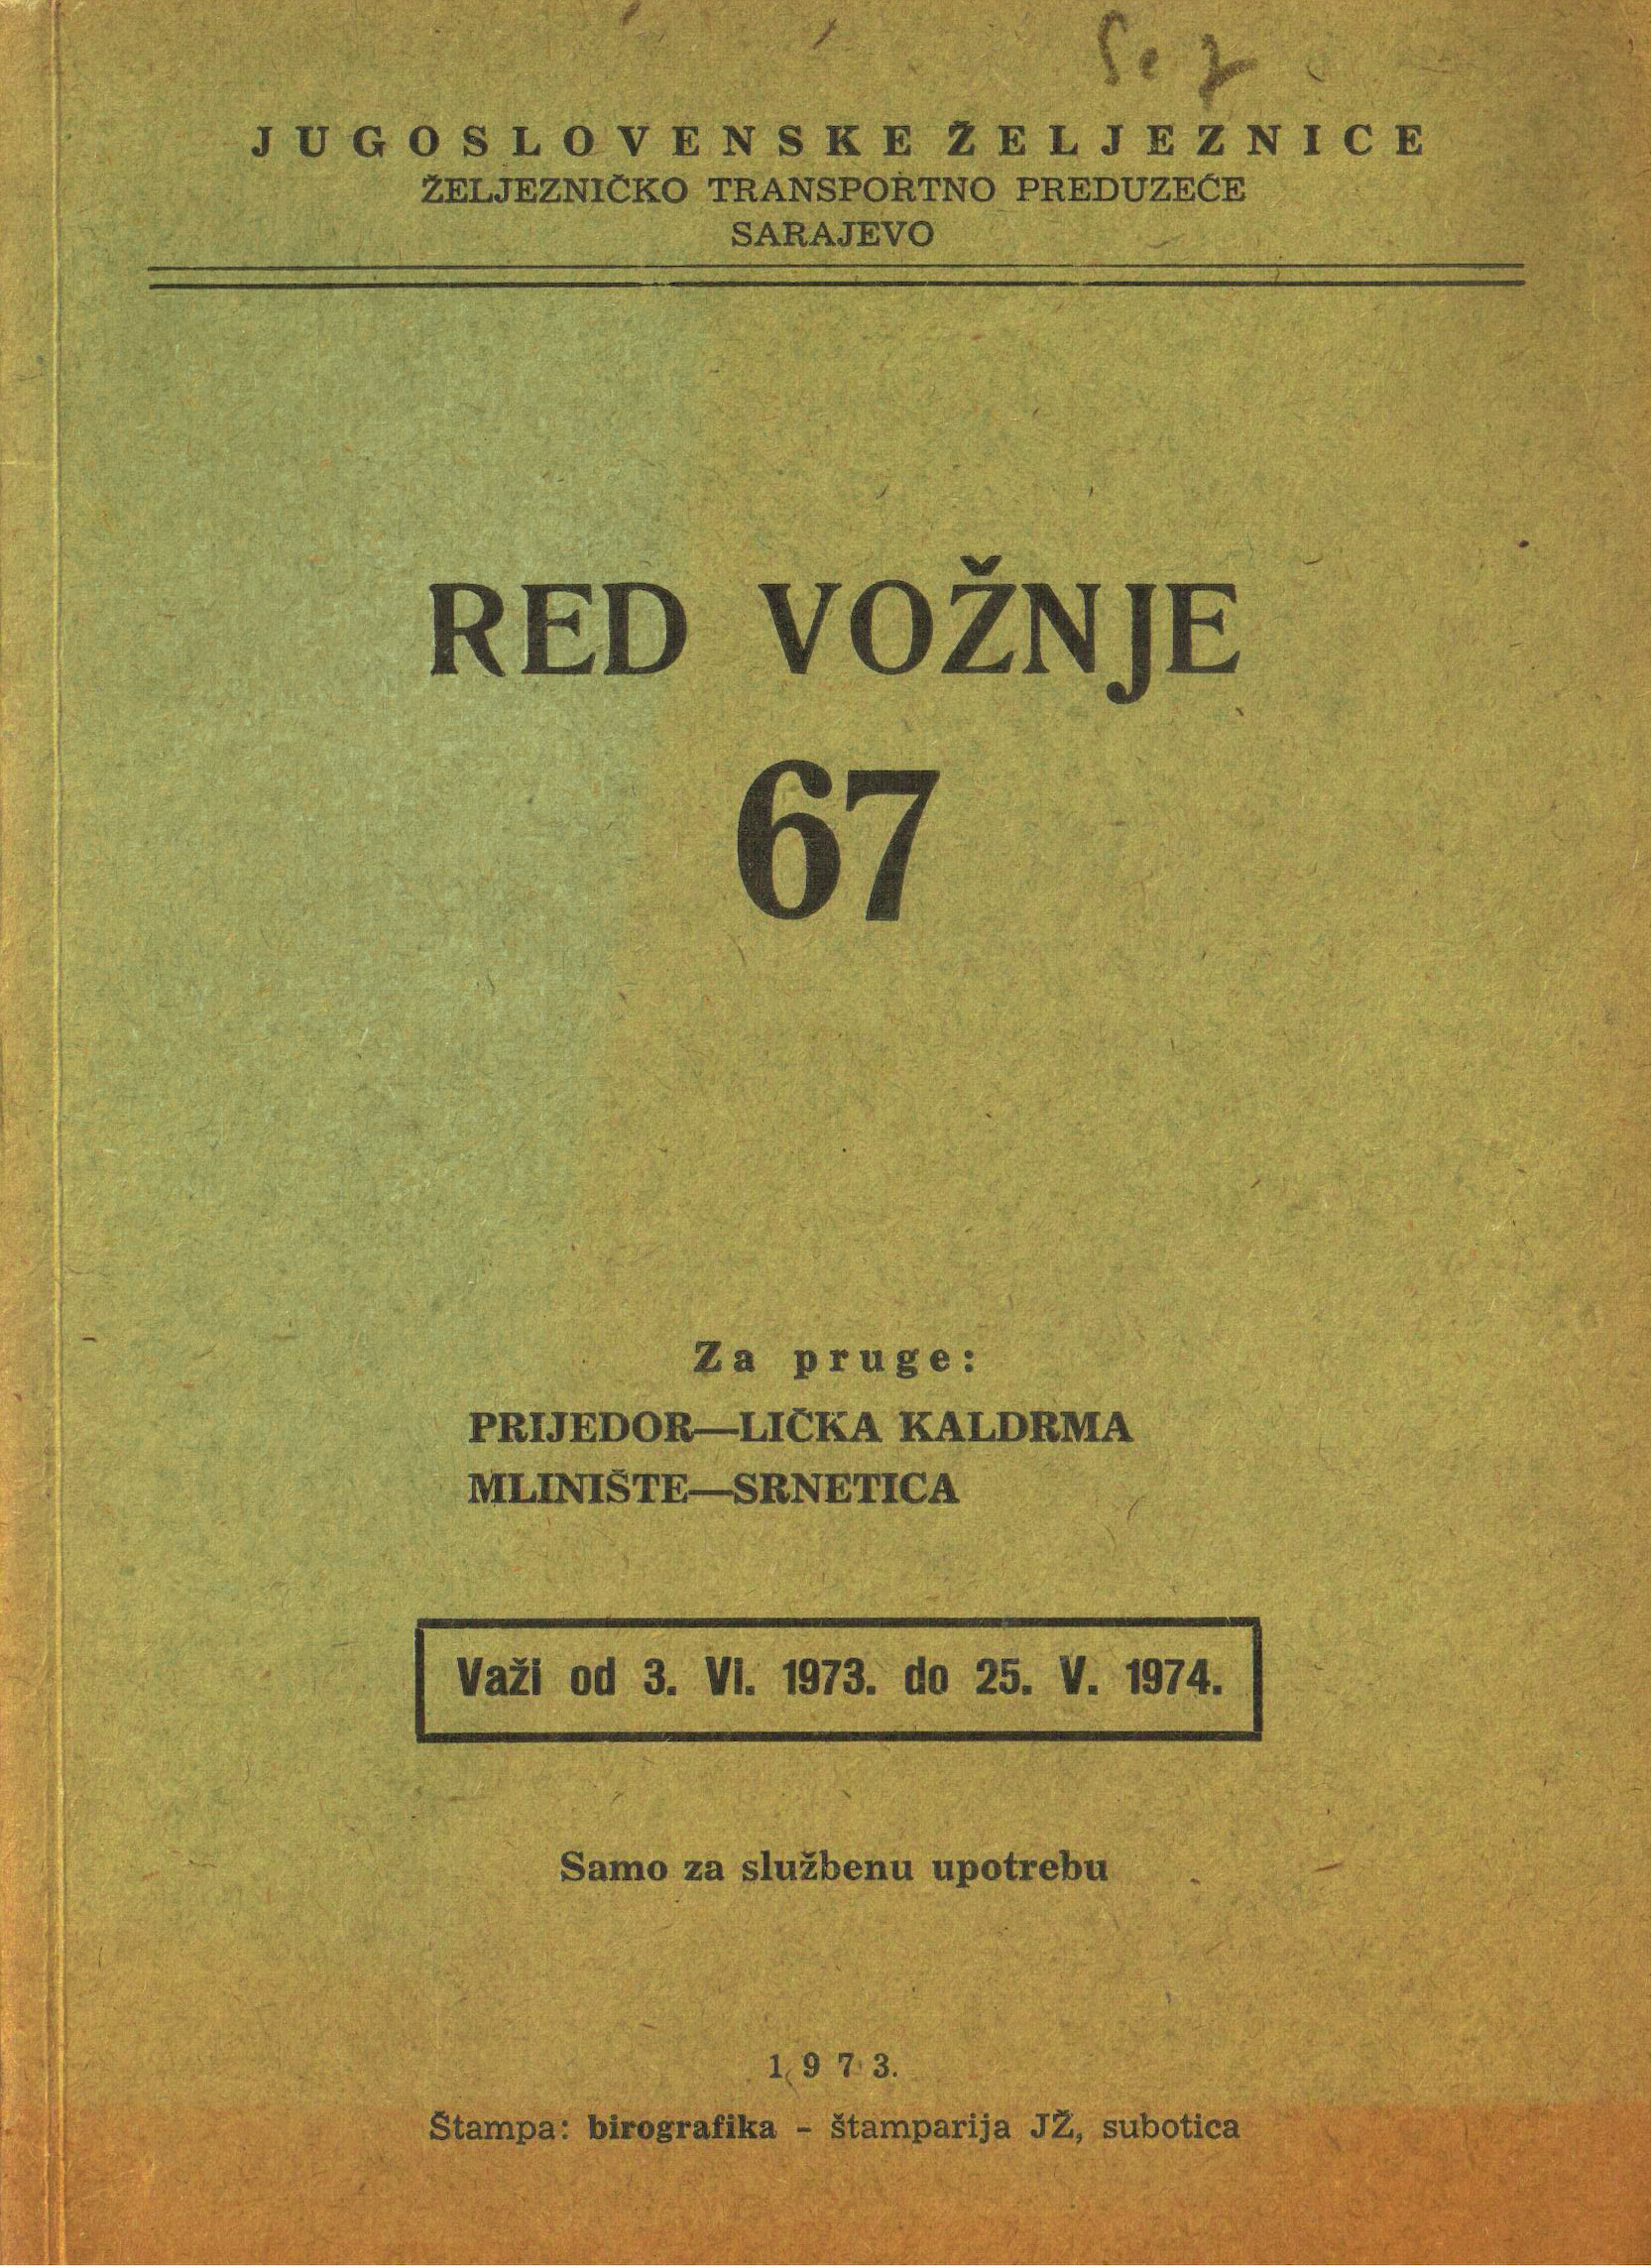 JUGOSLOVENSKE ŽELJEZNICE
ŽELJEZNIČKO TRANSPORTNO PREDUZEĆE
SARAJEVO
RED VOŽNJE
67
Za pruge:
PRIJEDOR—LIČKA KALDRMA
MLINIŠTE—SRNETICA
Važi od 3. VI. 1973. do 25. V. 1974.
Samo za službenu upotrebu
1973.
Štampa: birografika - štamparija JŽ, subotica